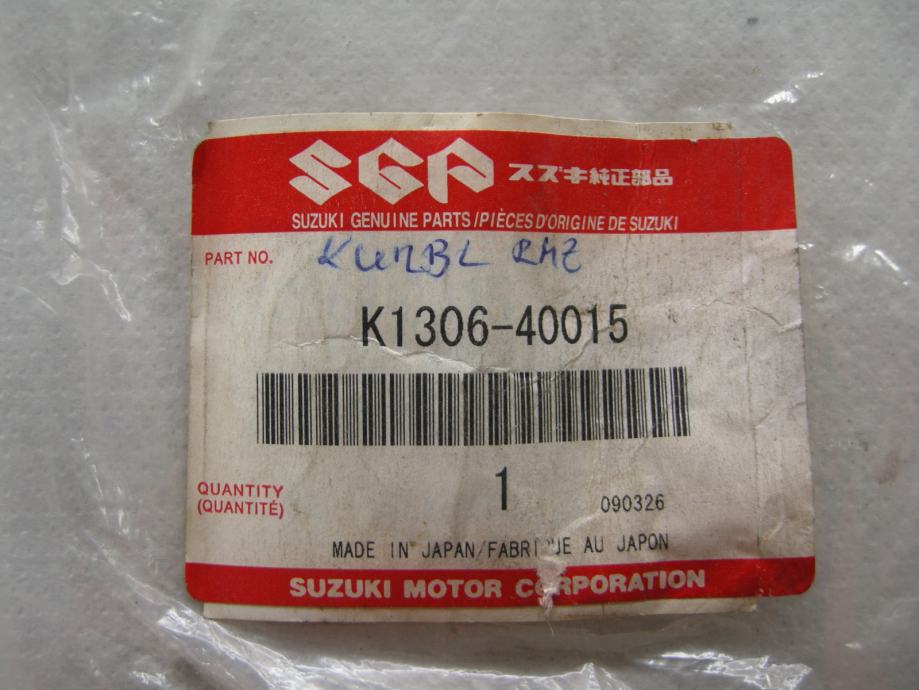 SGP スズキ純正部品
SUZUKI GENUINE PARTS/PIÈCES D'ORIGINE DE SUZUKI
PART NO.
K1306-40015
QUANTITY 1 090326
(QUANTITÉ)
MADE IN JAPAN/FABRIQUE AU JAPON
SUZUKI MOTOR CORPORATION